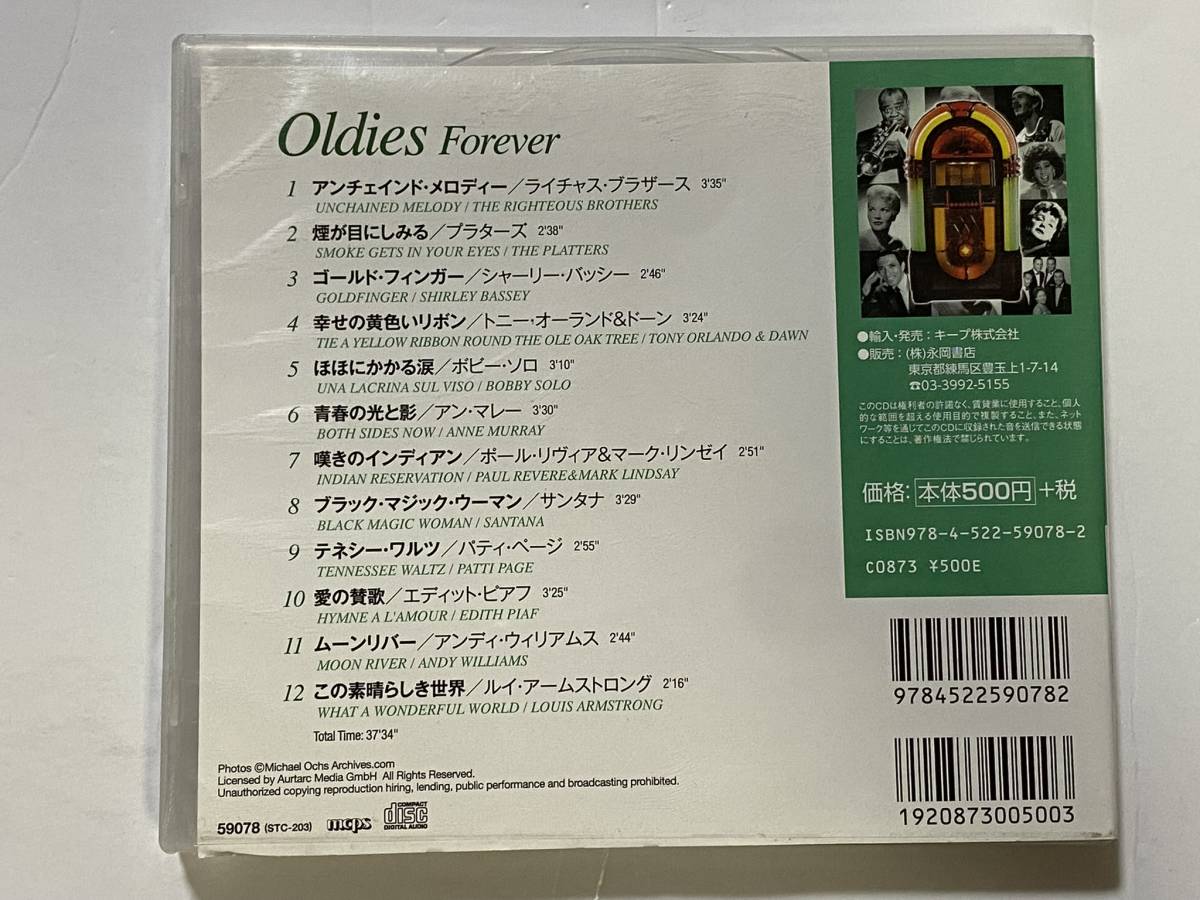 Oldies Forever
1 アンチェインド・メロディー／ライチャス・ブラザース 3'35"
UNCHAINED MELODY / THE RIGHTEOUS BROTHERS
2 煙が目にしみる／プラターズ 2'38"
SMOKE GETS IN YOUR EYES / THE PLATTERS
3 ゴールド・フィンガー／シャーリー・バッシー 2'46"
GOLDFINGER / SHIRLEY BASSEY
4 幸せの黄色いリボン／トニー・オーランド&ドーン 3'24"
TIE A YELLOW RIBBON ROUND THE OLE OAK TREE / TONY ORLANDO & DAWN
5 ほほにかかる涙／ボビー・ソロ 3'10"
UNA LACRINA SUL VISO / BOBBY SOLO
6 青春の光と影／アン・マレー 3'30"
BOTH SIDES NOW / ANNE MURRAY
7 嘆きのインディアン／ポール・リヴィア&マーク・リンゼイ 2'51"
INDIAN RESERVATION / PAUL REVERE&MARK LINDSAY
8 ブラック・マジック・ウーマン／サンタナ 3'29"
BLACK MAGIC WOMAN / SANTANA
9 テネシー・ワルツ／パティ・ページ 2'55"
TENNESSEE WALTZ / PATTI PAGE
10 愛の賛歌／エディット・ピアフ 3'25"
HYMNE A L'AMOUR / EDITH PIAF
11 ムーンリバー／アンディ・ウィリアムス 2'44"
MOON RIVER / ANDY WILLIAMS
12 この素晴らしき世界／ルイ・アームストロング 2'16"
WHAT A WONDERFUL WORLD / LOUIS ARMSTRONG
Total Time: 37'34"
Photos ©Michael Ochs Archives.com
Licensed by Aurtarc Media GmbH All Rights Reserved.
Unauthorized copying reproduction hiring, lending, public performance and broadcasting prohibited.
59078 (STC-203) mcps COMPACT disc DIGITAL AUDIO
●輸入・発売：キープ株式会社
●販売：(株)永岡書店
東京都練馬区豊玉上1-7-14
☎03-3992-5155
このCDは権利者の許諾なく、賃貸業に使用すること、個人
的な範囲を超える使用目的で複製すること、また、ネット
ワーク等を通じてこのCDに収録された音を送信できる状態
にすることは、著作権法で禁じられています。
価格：本体500円+税
ISBN978-4-522-59078-2
C0873 ¥500E
9784522590782
1920873005003